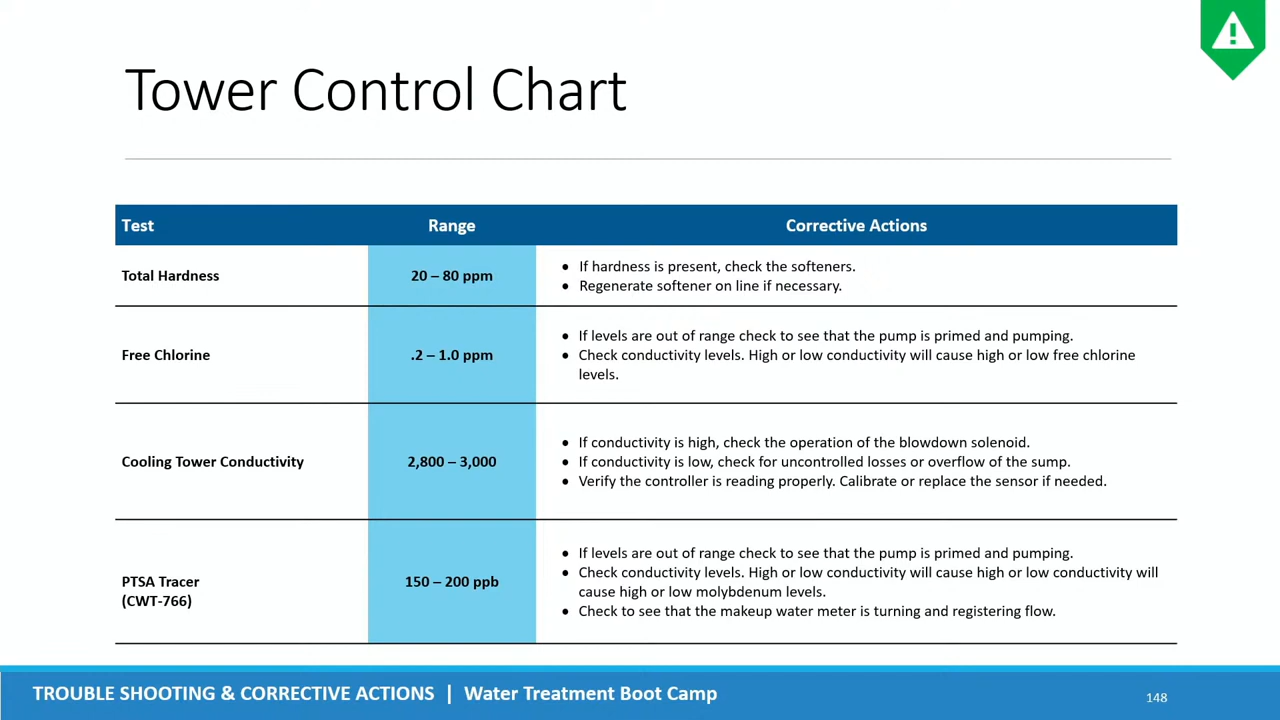 Tower Control Chart
Test
Range
Corrective Actions
Total Hardness
20 – 80 ppm
• If hardness is present, check the softeners.
• Regenerate softener on line if necessary.
Free Chlorine
.2 – 1.0 ppm
• If levels are out of range check to see that the pump is primed and pumping.
• Check conductivity levels. High or low conductivity will cause high or low free chlorine
levels.
Cooling Tower Conductivity
2,800 – 3,000
• If conductivity is high, check the operation of the blowdown solenoid.
• If conductivity is low, check for uncontrolled losses or overflow of the sump.
• Verify the controller is reading properly. Calibrate or replace the sensor if needed.
PTSA Tracer
(CWT-766)
150 – 200 ppb
• If levels are out of range check to see that the pump is primed and pumping.
• Check conductivity levels. High or low conductivity will cause high or low conductivity will
cause high or low molybdenum levels.
• Check to see that the makeup water meter is turning and registering flow.
TROUBLE SHOOTING & CORRECTIVE ACTIONS | Water Treatment Boot Camp
148